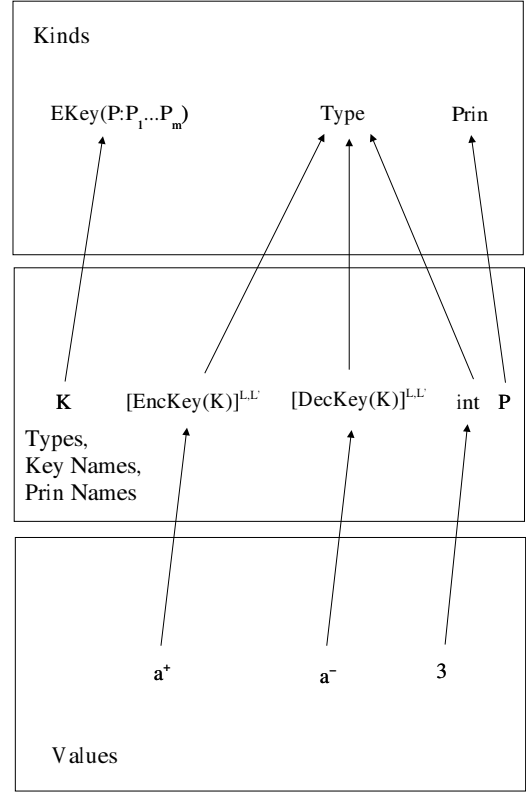 Kinds
EKey(P:P₁...Pₘ) Type Prin
K [EncKey(K)]^L,L' [DecKey(K)]^L,L' int P
Types,
Key Names,
Prin Names
a⁺ a⁻ 3
Values